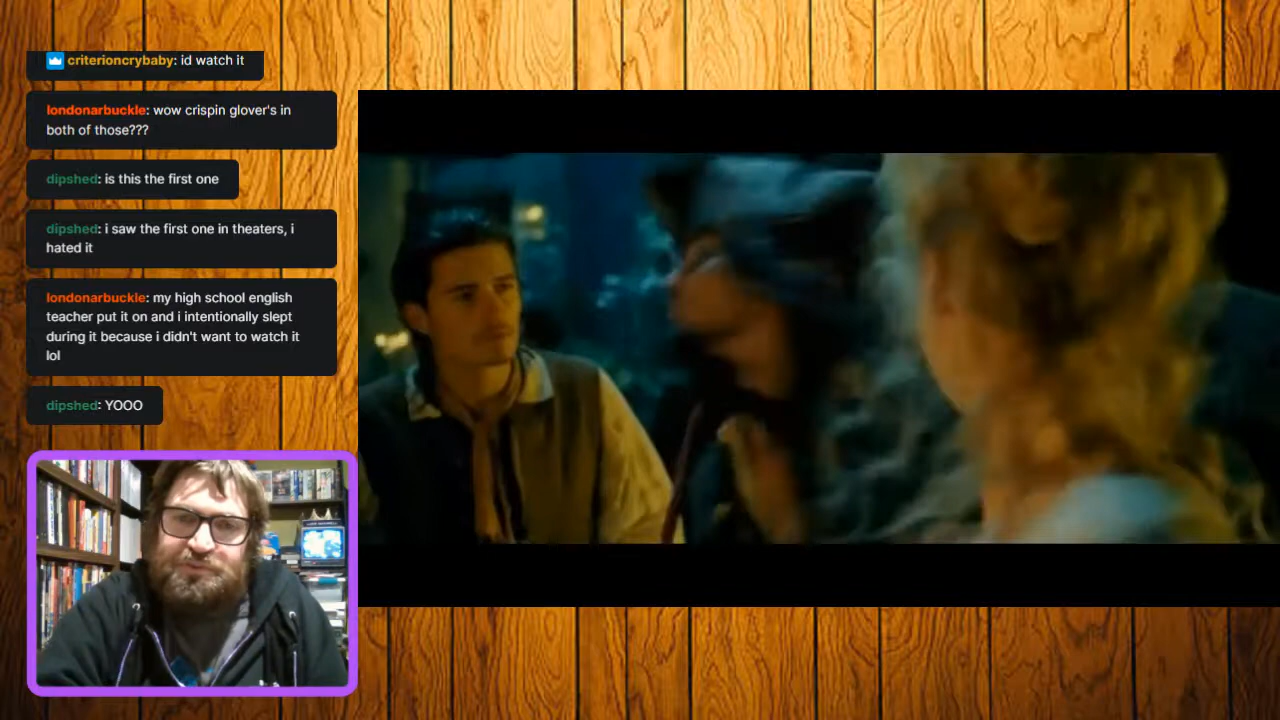 criterioncrybaby: id watch it
londonarbuckle: wow crispin glover's in
both of those???
dipshed: is this the first one
dipshed: i saw the first one in theaters, i
hated it
londonarbuckle: my high school english
teacher put it on and i intentionally slept
during it because i didn't want to watch it
lol
dipshed: YOOO